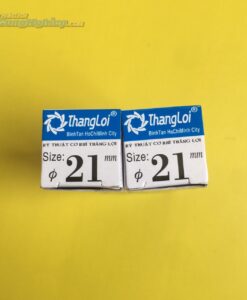 ThangLoi®
BinhTan HoChiMinh City
KỸ THUẬT CƠ KHÍ THẮNG LỢI
Size: φ 21 mm
ThangLoi®
BinhTan HoChiMinh City
KỸ THUẬT CƠ KHÍ THẮNG LỢI
Size: φ 21 mm